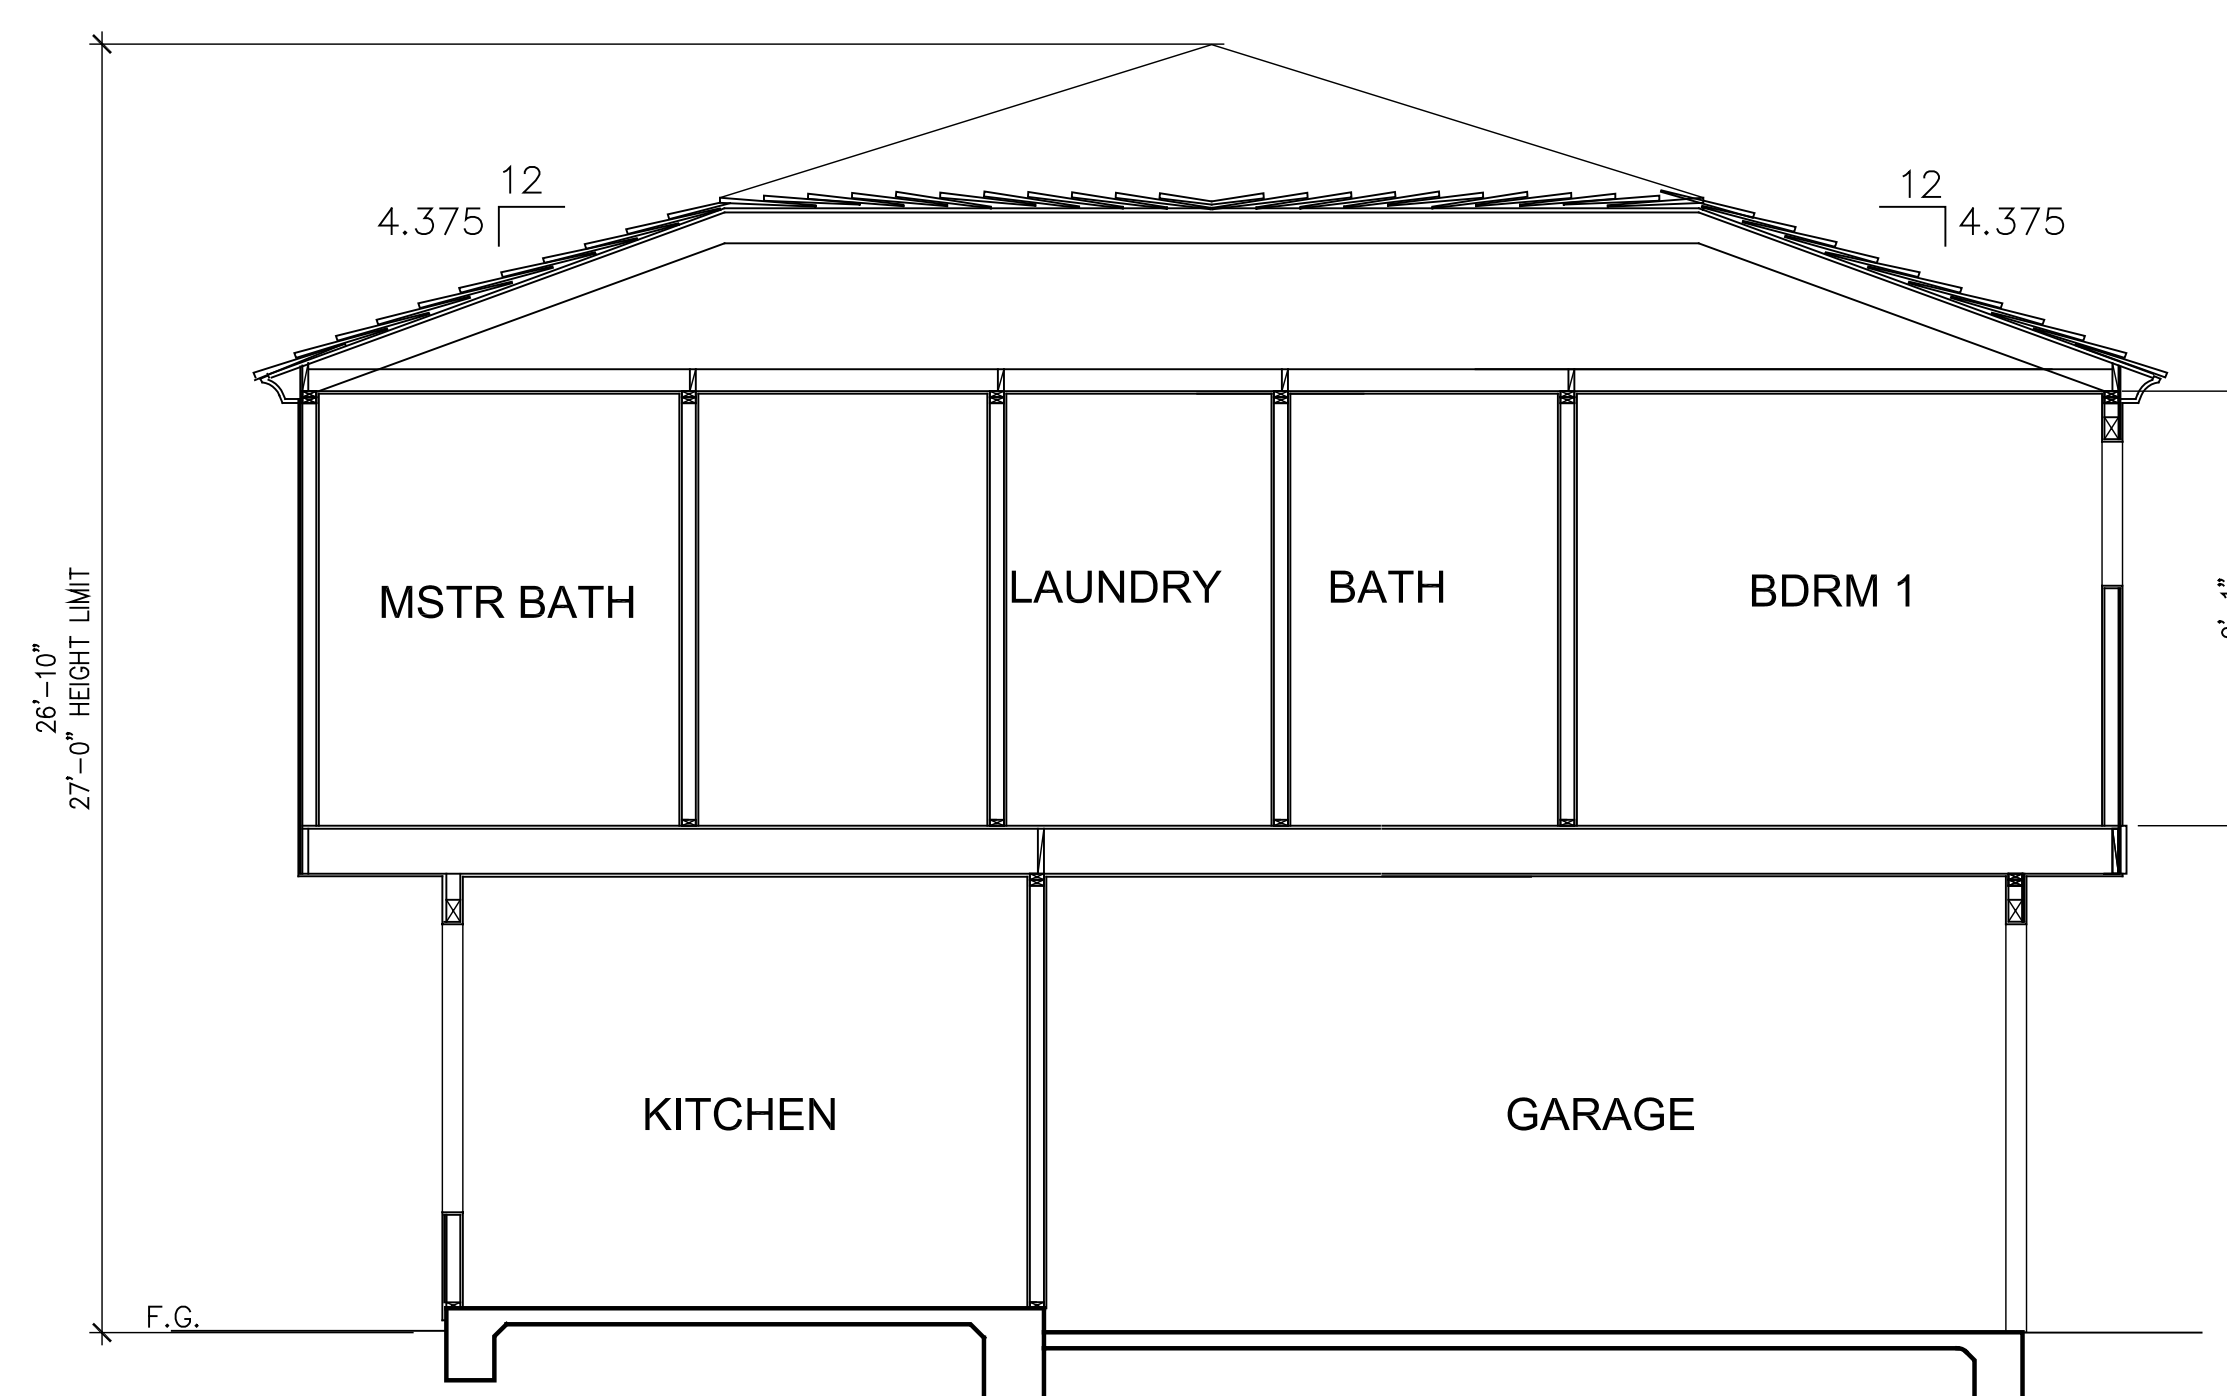 12
4.375
12
4.375
MSTR BATH
LAUNDRY
BATH
BDRM 1
26'-10"
27'-0" HEIGHT LIMIT
KITCHEN
GARAGE
F.G.